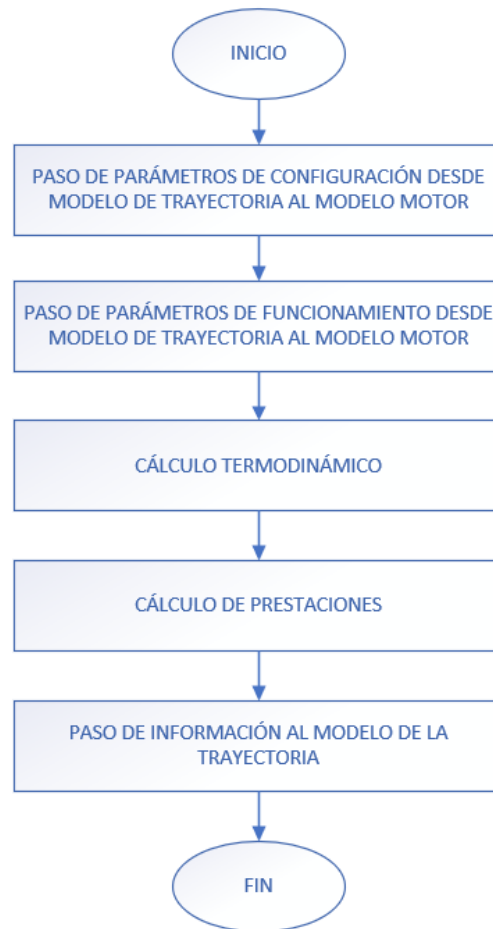 INICIO
PASO DE PARÁMETROS DE CONFIGURACIÓN DESDE
MODELO DE TRAYECTORIA AL MODELO MOTOR
PASO DE PARÁMETROS DE FUNCIONAMIENTO DESDE
MODELO DE TRAYECTORIA AL MODELO MOTOR
CÁLCULO TERMODINÁMICO
CÁLCULO DE PRESTACIONES
PASO DE INFORMACIÓN AL MODELO DE LA
TRAYECTORIA
FIN